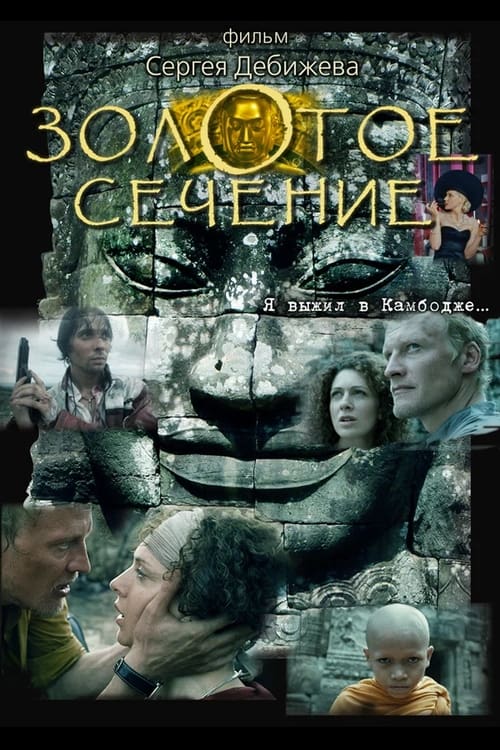 фильм
Сергея Дебижева
ЗОЛОТОЕ
СЕЧЕНИЕ
Я выжил в Камбодже...